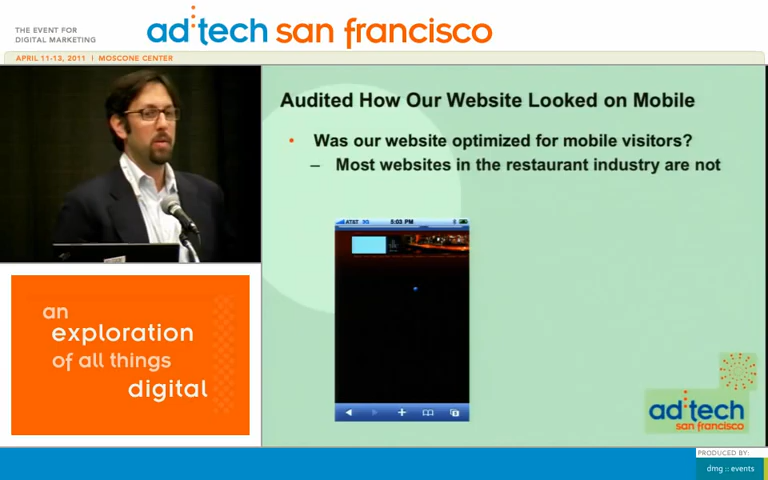 THE EVENT FOR
DIGITAL MARKETING
ad:tech san francisco
APRIL 11-13, 2011 | MOSCONE CENTER
Audited How Our Website Looked on Mobile
• Was our website optimized for mobile visitors?
– Most websites in the restaurant industry are not
AT&T 3G 5:03 PM
an
exploration
of all things
digital
ad:tech
san francisco
PRODUCED BY:
dmg :: events